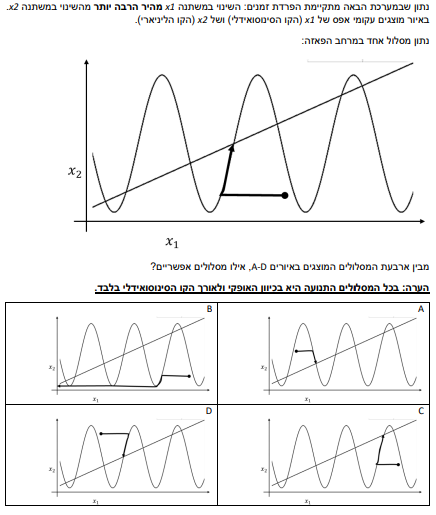 נתון שבמערכת הבאה מתקיימת הפרדת זמנים: השינוי במשתנה x1 מהיר הרבה יותר מהשינוי במשתנה x2.
באיור מוצגים עקומי אפס של x1 (הקו הסינוסואידלי) ושל x2 (הקו הליניארי).
נתון מסלול אחד במרחב הפאזה:
x2
x1
מבין ארבעת המסלולים המוצגים באיורים A-D, אילו מסלולים אפשריים?
הערה: בכל המסלולים התנועה היא בכיוון האופקי ולאורך הקו הסינוסואידלי בלבד.
B
A
x2
x2
x1
x1
D
C
x2
x2
x1
x1